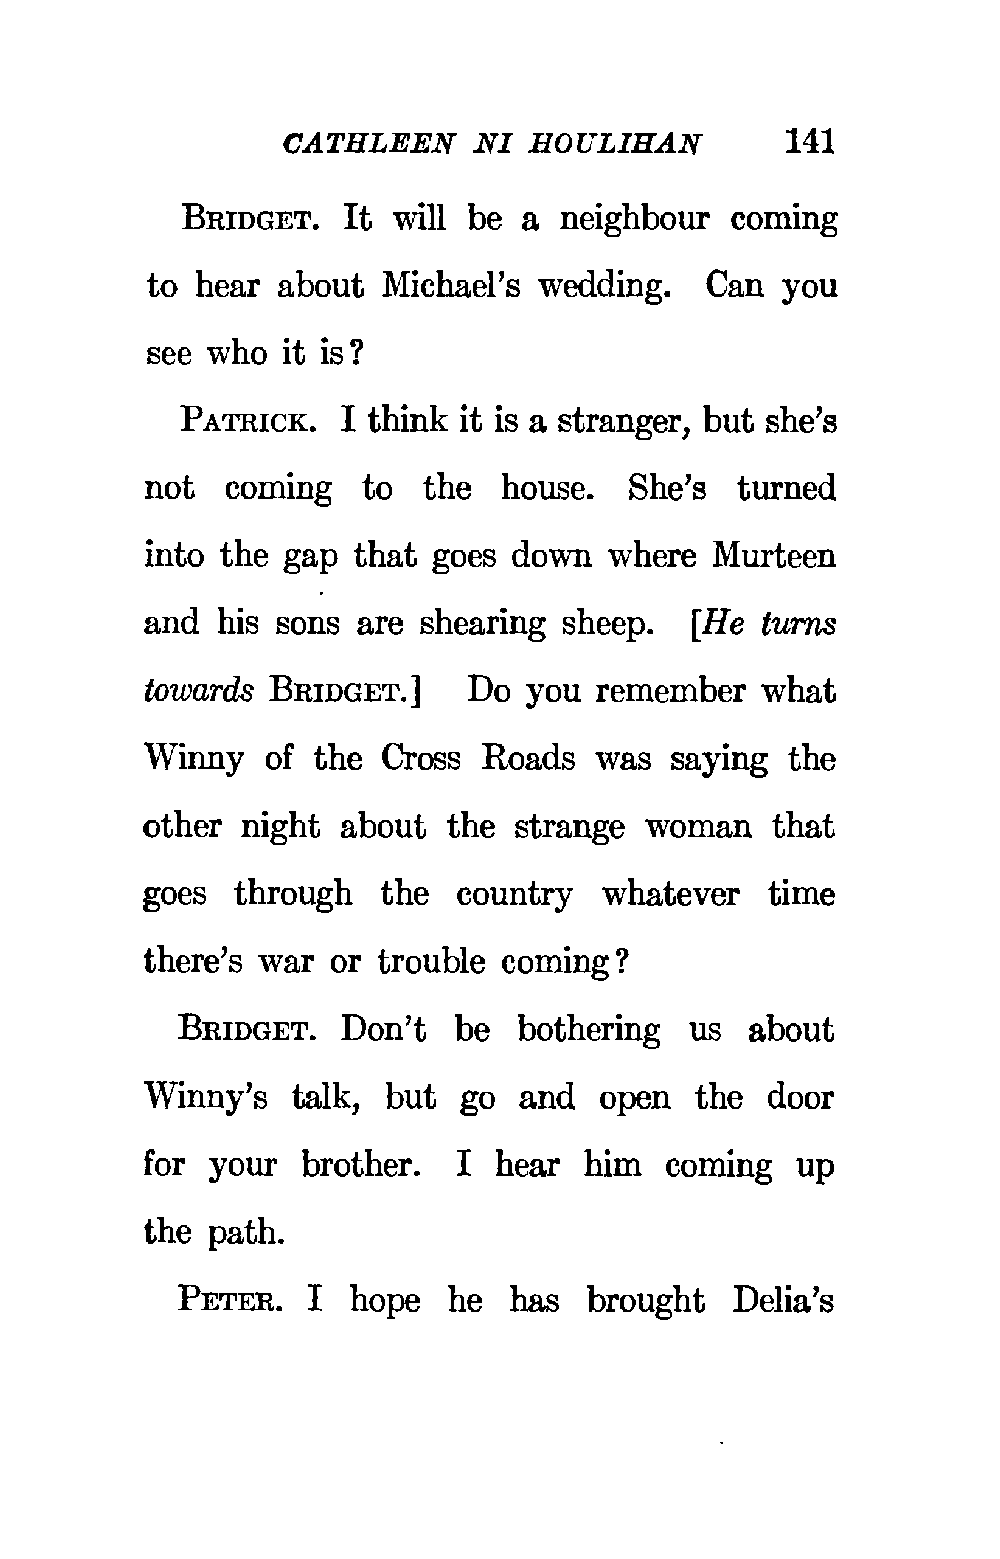 CATHLEEN NI HOULIHAN 141
BRIDGET. It will be a neighbour coming
to hear about Michael's wedding. Can you
see who it is?
PATRICK. I think it is a stranger, but she's
not coming to the house. She's turned
into the gap that goes down where Murteen
and his sons are shearing sheep. [He turns
towards BRIDGET.] Do you remember what
Winny of the Cross Roads was saying the
other night about the strange woman that
goes through the country whatever time
there's war or trouble coming?
BRIDGET. Don't be bothering us about
Winny's talk, but go and open the door
for your brother. I hear him coming up
the path.
PETER. I hope he has brought Delia's